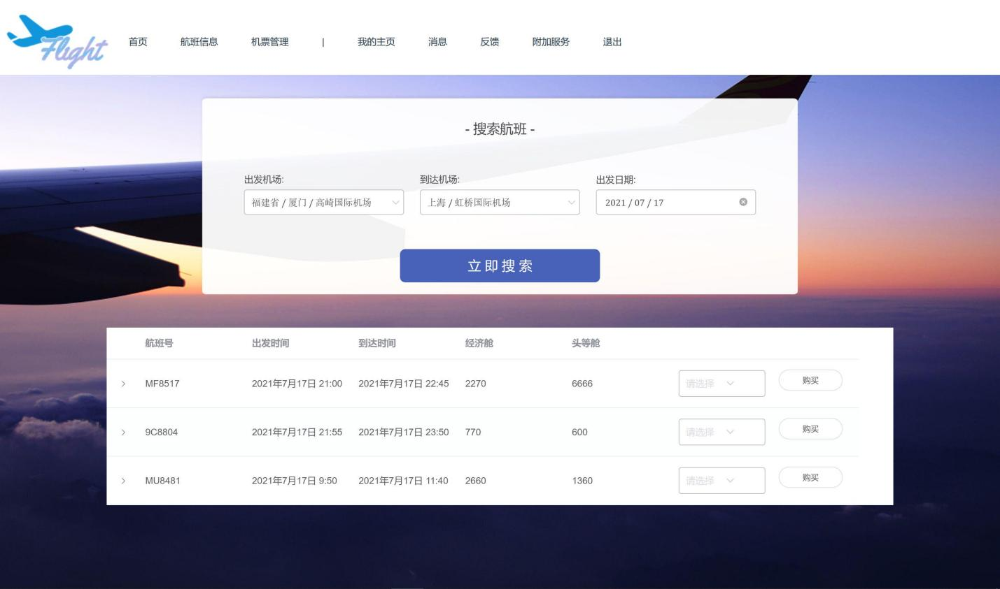 Flight
首页 航班信息 机票管理 | 我的主页 消息 反馈 附加服务 退出
- 搜索航班 -
出发机场: 到达机场: 出发日期:
福建省 / 厦门 / 高崎国际机场 上海 / 虹桥国际机场 2021 / 07 / 17
立即搜索
航班号 出发时间 到达时间 经济舱 头等舱
MF8517 2021年7月17日 21:00 2021年7月17日 22:45 2270 6666 请选择 购买
9C8804 2021年7月17日 21:55 2021年7月17日 23:50 770 600 请选择 购买
MU8481 2021年7月17日 9:50 2021年7月17日 11:40 2660 1360 请选择 购买